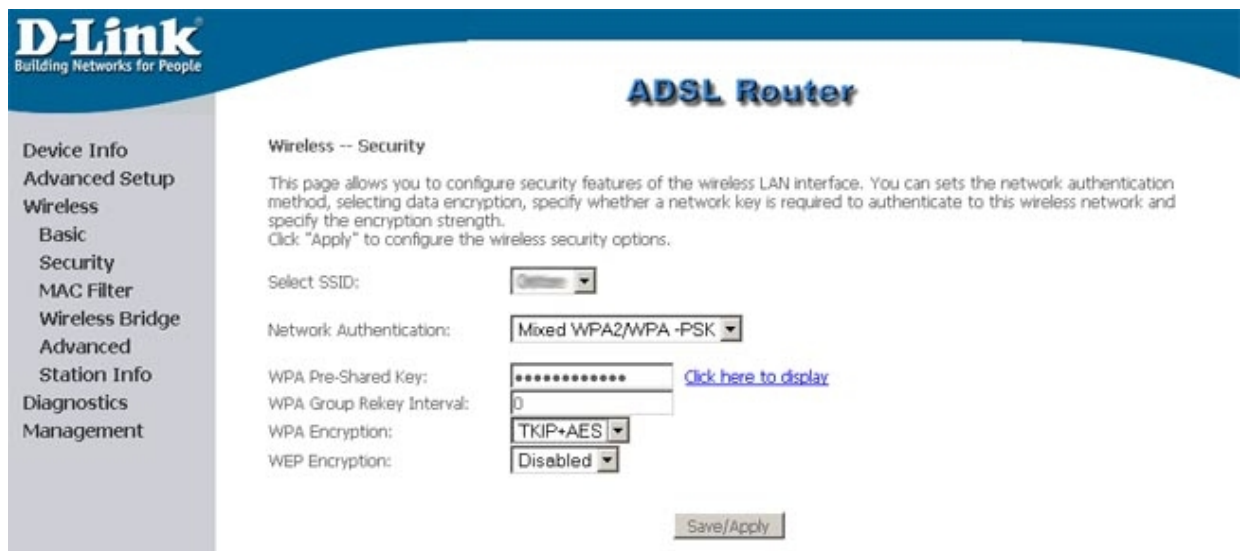 D-Link
Building Networks for People
ADSL Router
Device Info
Advanced Setup
Wireless
Basic
Security
MAC Filter
Wireless Bridge
Advanced
Station Info
Diagnostics
Management
Wireless -- Security
This page allows you to configure security features of the wireless LAN interface. You can sets the network authentication
method, selecting data encryption, specify whether a network key is required to authenticate to this wireless network and
specify the encryption strength.
Click "Apply" to configure the wireless security options.
Select SSID:
Network Authentication: Mixed WPA2/WPA -PSK
WPA Pre-Shared Key: •••••••••••• Click here to display
WPA Group Rekey Interval: 0
WPA Encryption: TKIP+AES
WEP Encryption: Disabled
Save/Apply